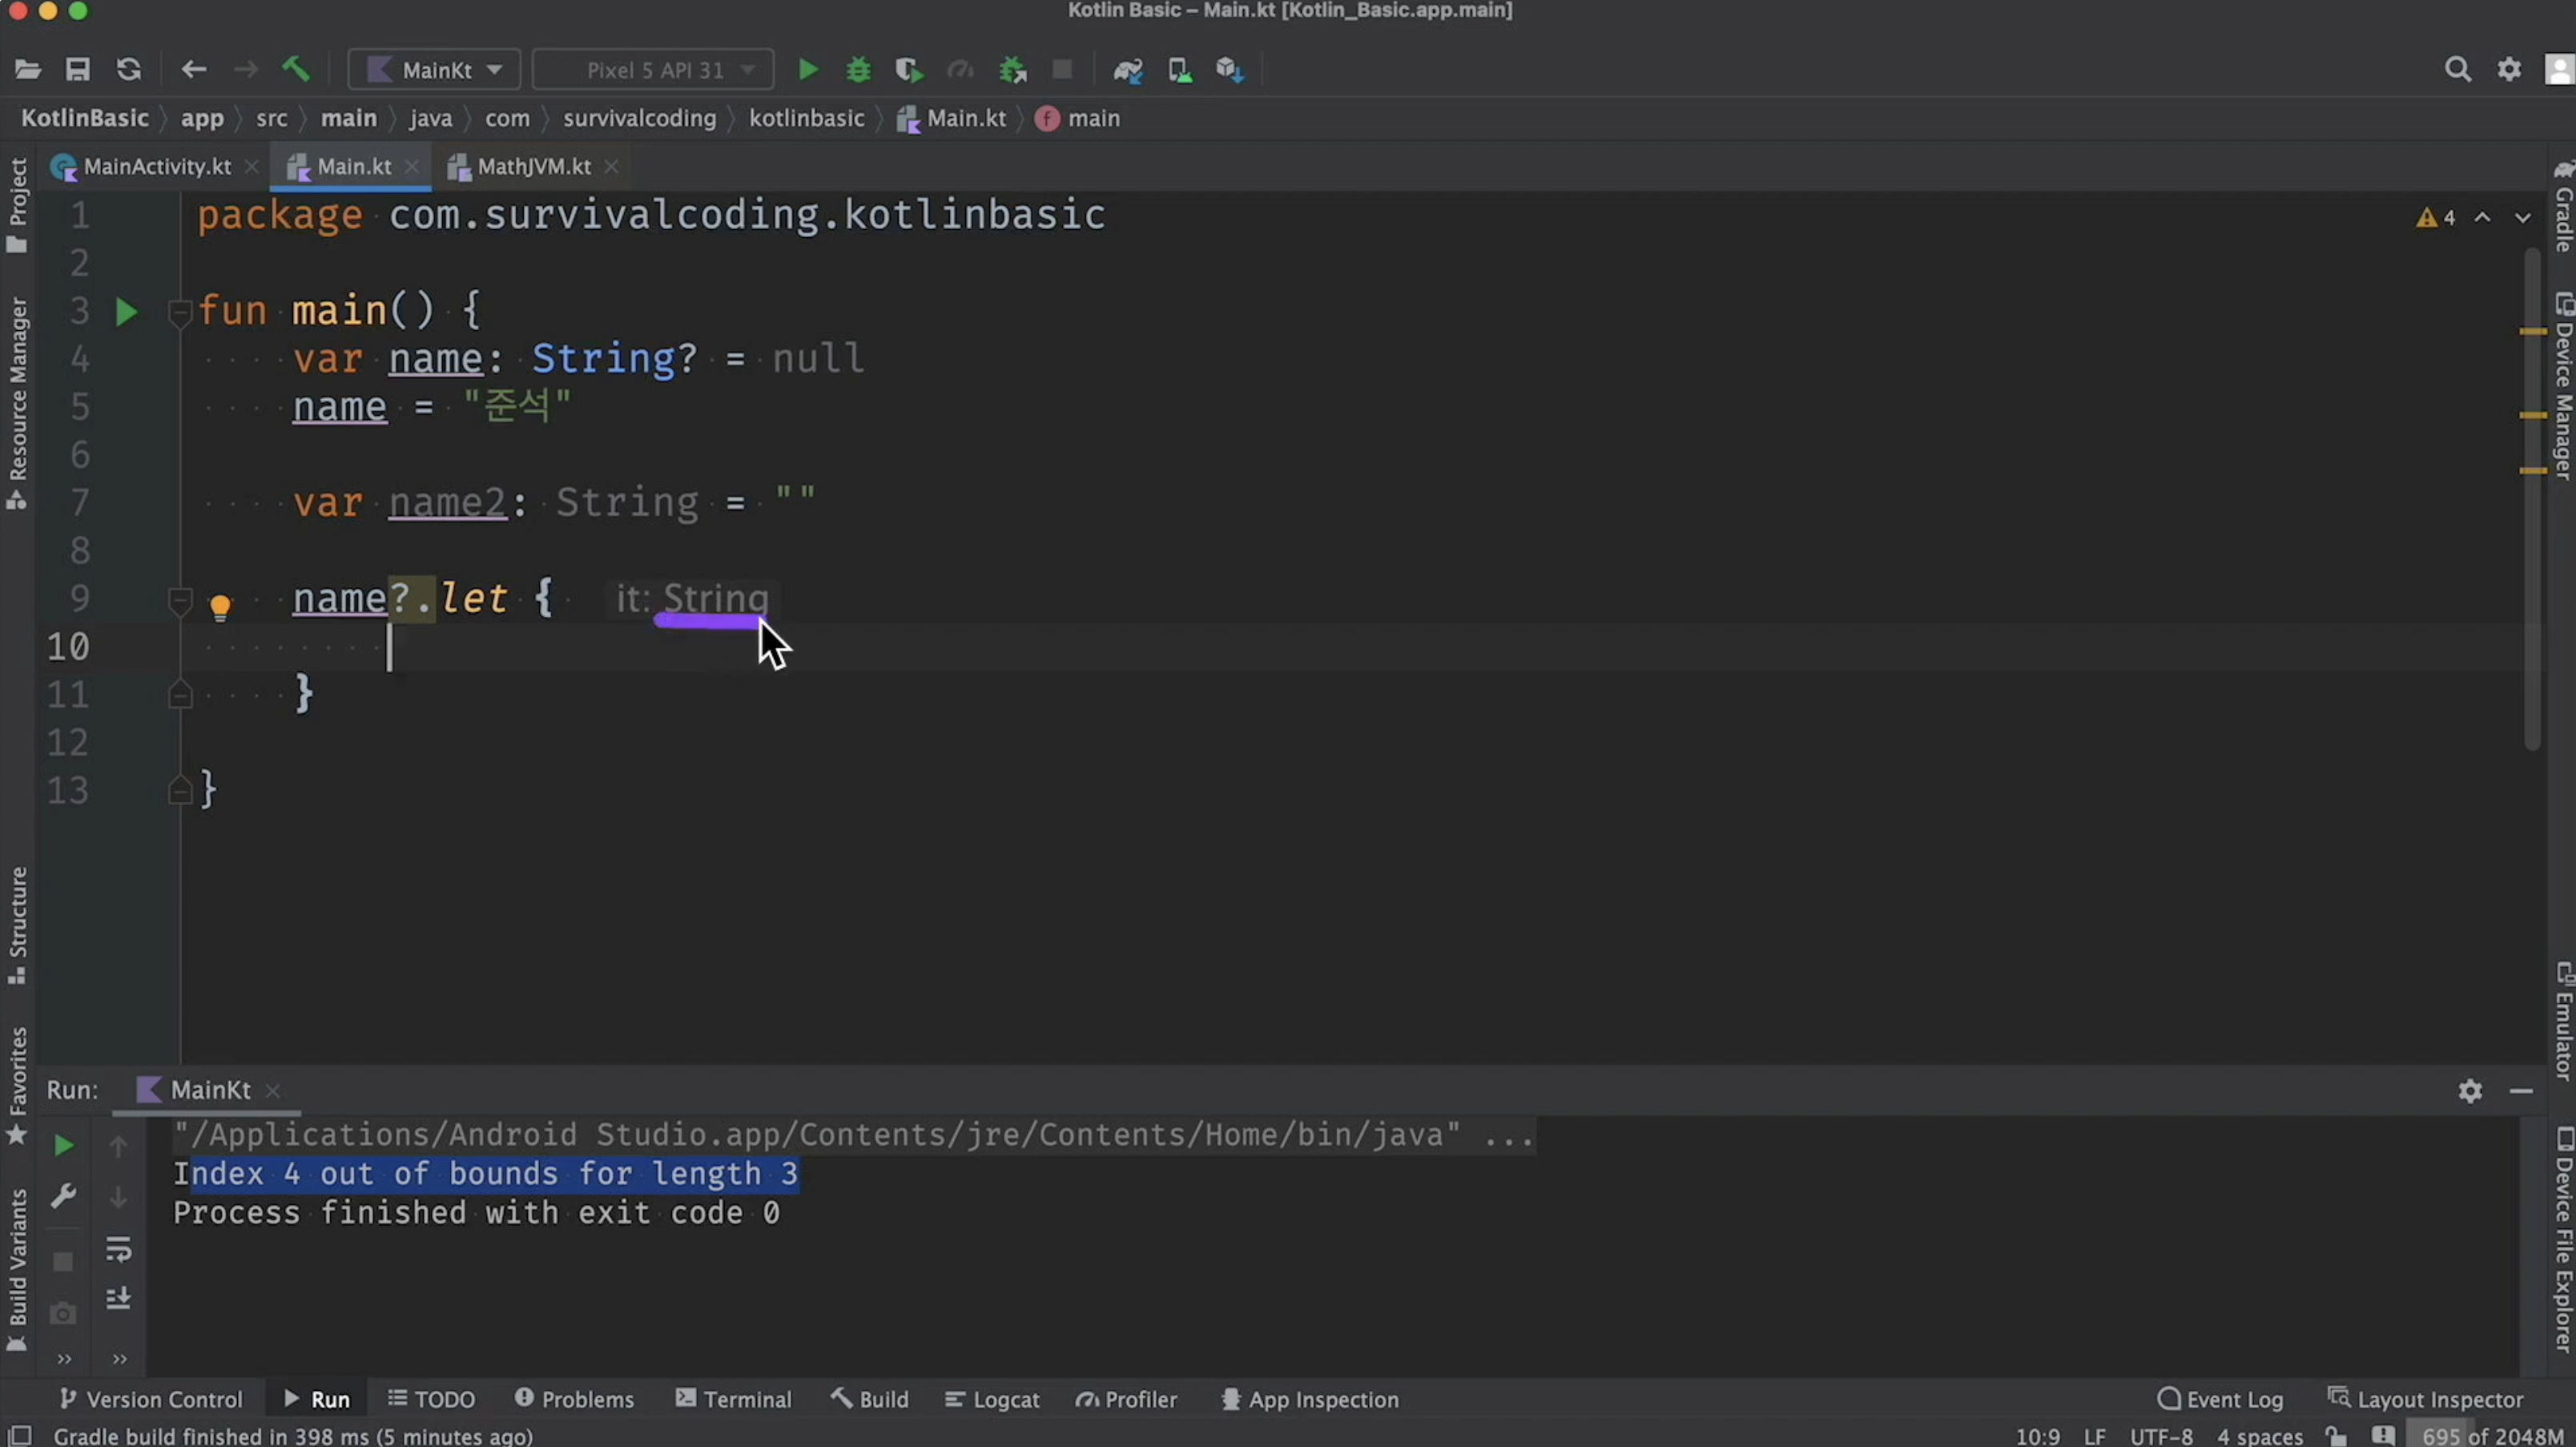 Kotlin Basic – Main.kt [Kotlin_Basic.app.main]
MainKt Pixel 5 API 31
KotlinBasic app src main java com survivalcoding kotlinbasic Main.kt main
MainActivity.kt Main.kt MathJVM.kt
Project
Resource Manager
Structure
Favorites
Build Variants
1 package com.survivalcoding.kotlinbasic
4
2
3 fun main() {
4 var name: String? = null
5 name = "준석"
6
7 var name2: String = ""
8
9 name?.let { it: String
10
11 }
12
13 }
Gradle
Device Manager
Emulator
Device File Explorer
Run: MainKt
"/Applications/Android Studio.app/Contents/jre/Contents/Home/bin/java" ...
Index 4 out of bounds for length 3
Process finished with exit code 0
Version Control Run TODO Problems Terminal Build Logcat Profiler App Inspection Event Log Layout Inspector
Gradle build finished in 398 ms (5 minutes ago) 10:9 LF UTF-8 4 spaces 695 of 2048M